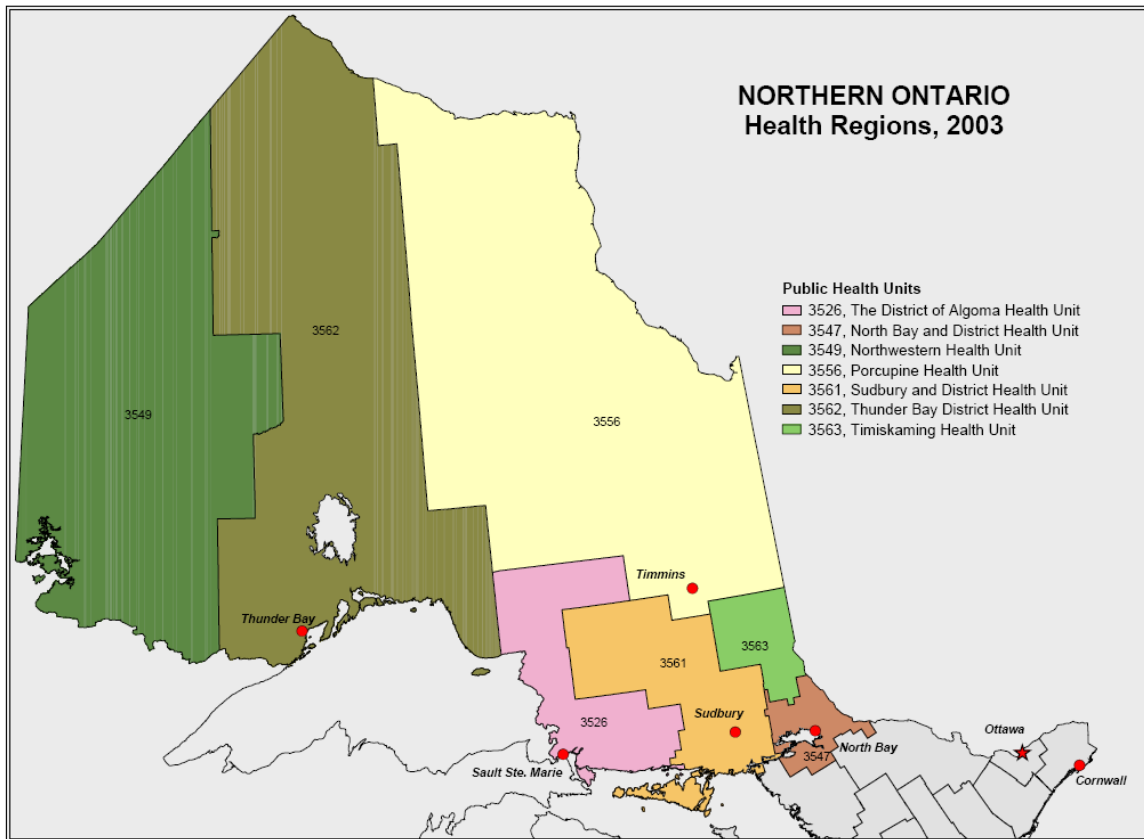 NORTHERN ONTARIO
Health Regions, 2003
Public Health Units
3526, The District of Algoma Health Unit
3547, North Bay and District Health Unit
3549, Northwestern Health Unit
3556, Porcupine Health Unit
3561, Sudbury and District Health Unit
3562, Thunder Bay District Health Unit
3563, Timiskaming Health Unit
3562
3549
3556
Timmins
Thunder Bay
3563
3561
Sudbury
3526
Ottawa
North Bay
3547
Sault Ste. Marie
Cornwall